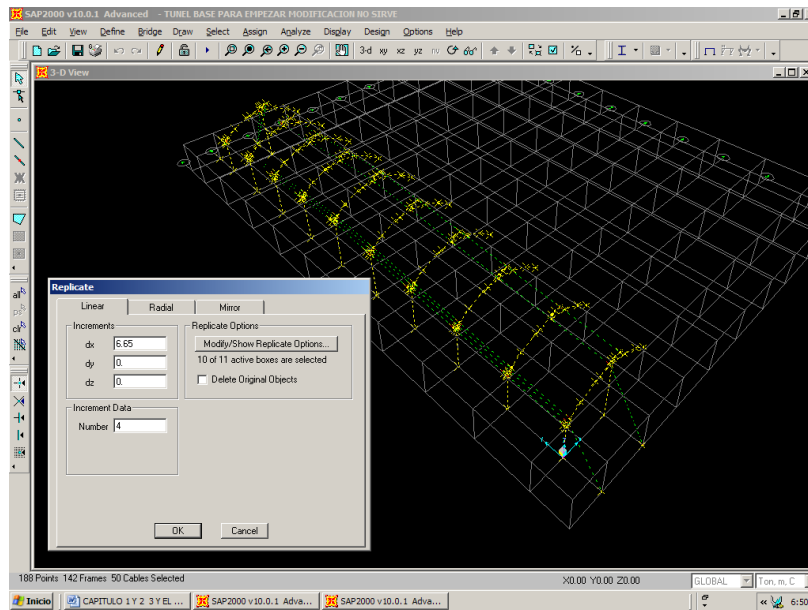 SAP2000 v10.0.1 Advanced - TUNEL BASE PARA EMPEZAR MODIFICACION NO SIRVE
File Edit View Define Bridge Draw Select Assign Analyze Display Design Options Help
3-d xy xz yz nv
3-D View
all
ps
clr
Replicate
Linear Radial Mirror
Increments
dx 6.65
dy 0.
dz 0.
Increment Data
Number 4
Replicate Options
Modify/Show Replicate Options...
10 of 11 active boxes are selected
Delete Original Objects
OK Cancel
188 Points 142 Frames 50 Cables Selected
X0.00 Y0.00 Z0.00
GLOBAL
Ton, m, C
Inicio
CAPITULO 1 Y 2 3 Y EL ...
SAP2000 v10.0.1 Adva...
SAP2000 v10.0.1 Adva...
6:50